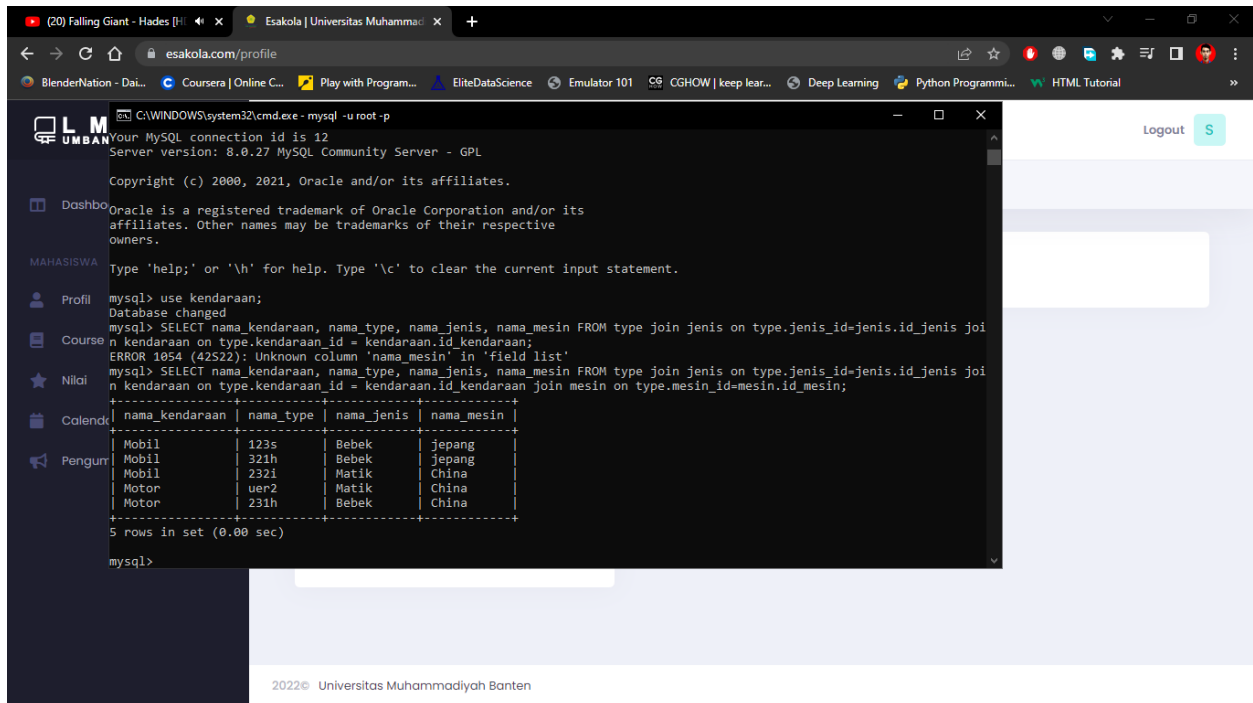 (20) Falling Giant - Hades [H
Esakola | Universitas Muhammad
esakola.com/profile
BlenderNation - Dai...
Coursera | Online C...
Play with Program...
EliteDataScience
Emulator 101
CGHOW | keep lear...
Deep Learning
Python Programmi...
HTML Tutorial
»
L M
UMBAN
Logout
S
Dashbo
MAHASISWA
Profil
Course
Nilai
Calend
Pengum
C:\WINDOWS\system32\cmd.exe - mysql -u root -p
Your MySQL connection id is 12
Server version: 8.0.27 MySQL Community Server - GPL
Copyright (c) 2000, 2021, Oracle and/or its affiliates.
Oracle is a registered trademark of Oracle Corporation and/or its
affiliates. Other names may be trademarks of their respective
owners.
Type 'help;' or '\h' for help. Type '\c' to clear the current input statement.
mysql> use kendaraan;
Database changed
mysql> SELECT nama_kendaraan, nama_type, nama_jenis, nama_mesin FROM type join jenis on type.jenis_id=jenis.id_jenis joi
n kendaraan on type.kendaraan_id = kendaraan.id_kendaraan;
ERROR 1054 (42S22): Unknown column 'nama_mesin' in 'field list'
mysql> SELECT nama_kendaraan, nama_type, nama_jenis, nama_mesin FROM type join jenis on type.jenis_id=jenis.id_jenis joi
n kendaraan on type.kendaraan_id = kendaraan.id_kendaraan join mesin on type.mesin_id=mesin.id_mesin;
+----------------+-----------+------------+------------+
| nama_kendaraan | nama_type | nama_jenis | nama_mesin |
+----------------+-----------+------------+------------+
| Mobil          | 123s      | Bebek      | jepang     |
| Mobil          | 321h      | Bebek      | jepang     |
| Mobil          | 232i      | Matik      | China      |
| Motor          | uer2      | Matik      | China      |
| Motor          | 231h      | Bebek      | China      |
+----------------+-----------+------------+------------+
5 rows in set (0.00 sec)
mysql>
2022© Universitas Muhammadiyah Banten